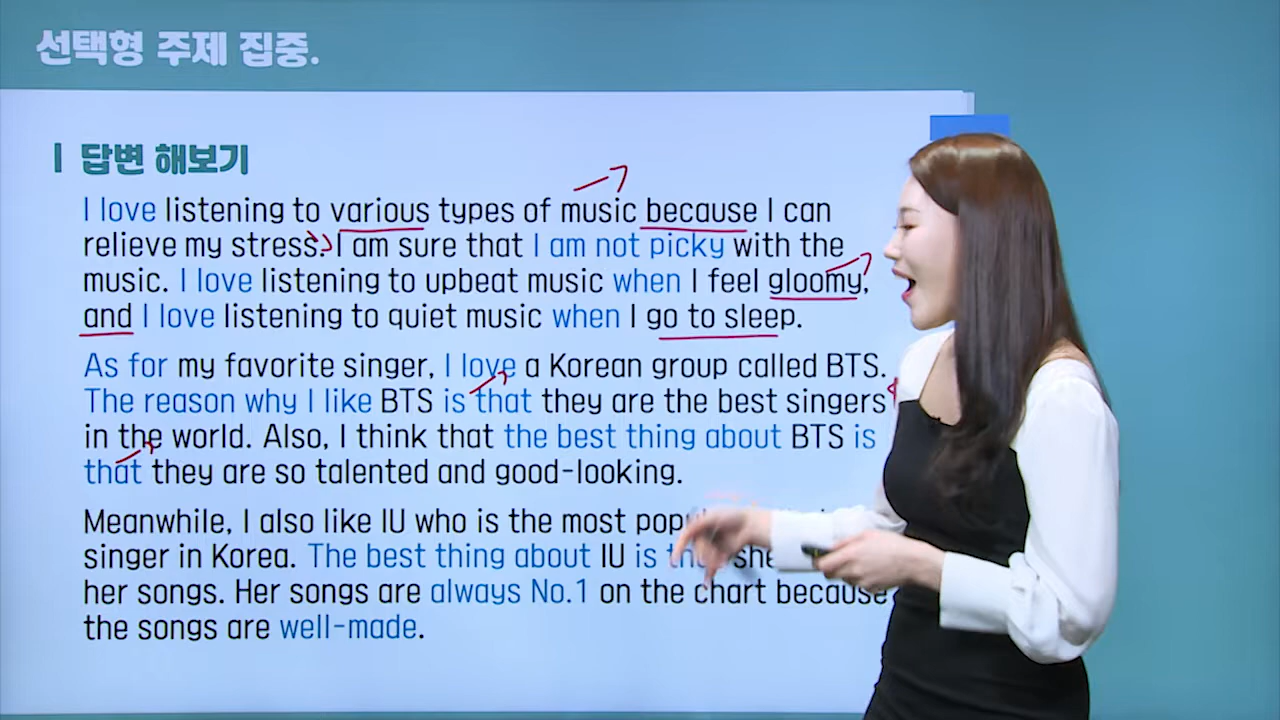 선택형 주제 집중.
| 답변 해보기
I love listening to various types of music because I can
relieve my stress. I am sure that I am not picky with the
music. I love listening to upbeat music when I feel gloomy,
and I love listening to quiet music when I go to sleep.
As for my favorite singer, I love a Korean group called BTS.
The reason why I like BTS is that they are the best singers
in the world. Also, I think that the best thing about BTS is
that they are so talented and good-looking.
Meanwhile, I also like IU who is the most
singer in Korea. The best thing about IU is
her songs. Her songs are always No.1 on the chart because
the songs are well-made.